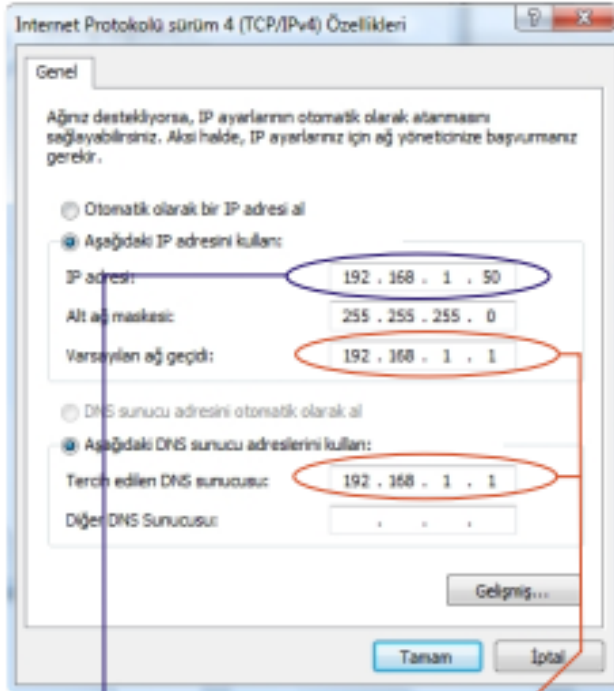 Internet Protokolü sürüm 4 (TCP/IPv4) Özellikleri
Genel
Ağınız destekliyorsa, IP ayarlarının otomatik olarak atanmasını
sağlayabilirsiniz. Aksi halde, IP ayarlarınız için ağ yöneticinize başvurmanız
gerekir.
Otomatik olarak bir IP adresi al
Aşağıdaki IP adresini kullan:
IP adresi: 192 . 168 . 1 . 50
Alt ağ maskesi: 255 . 255 . 255 . 0
Varsayılan ağ geçidi: 192 . 168 . 1 . 1
DNS sunucu adresini otomatik olarak al
Aşağıdaki DNS sunucu adreslerini kullan:
Tercih edilen DNS sunucusu: 192 . 168 . 1 . 1
Diğer DNS Sunucusu: . . .
Gelişmiş...
Tamam İptal